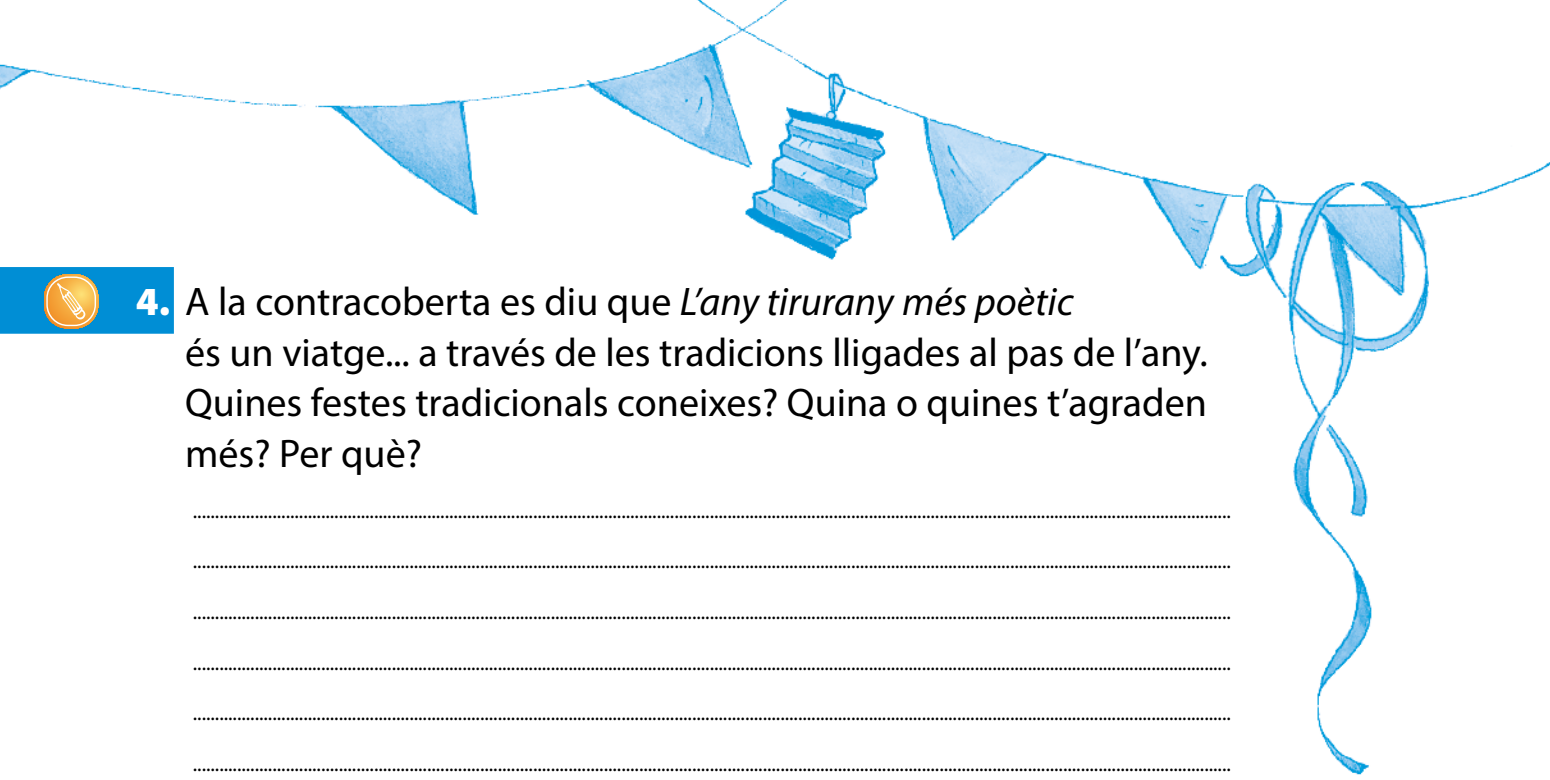 4. A la contracoberta es diu que L'any tirurany més poètic
és un viatge... a través de les tradicions lligades al pas de l'any.
Quines festes tradicionals coneixes? Quina o quines t'agraden
més? Per què?